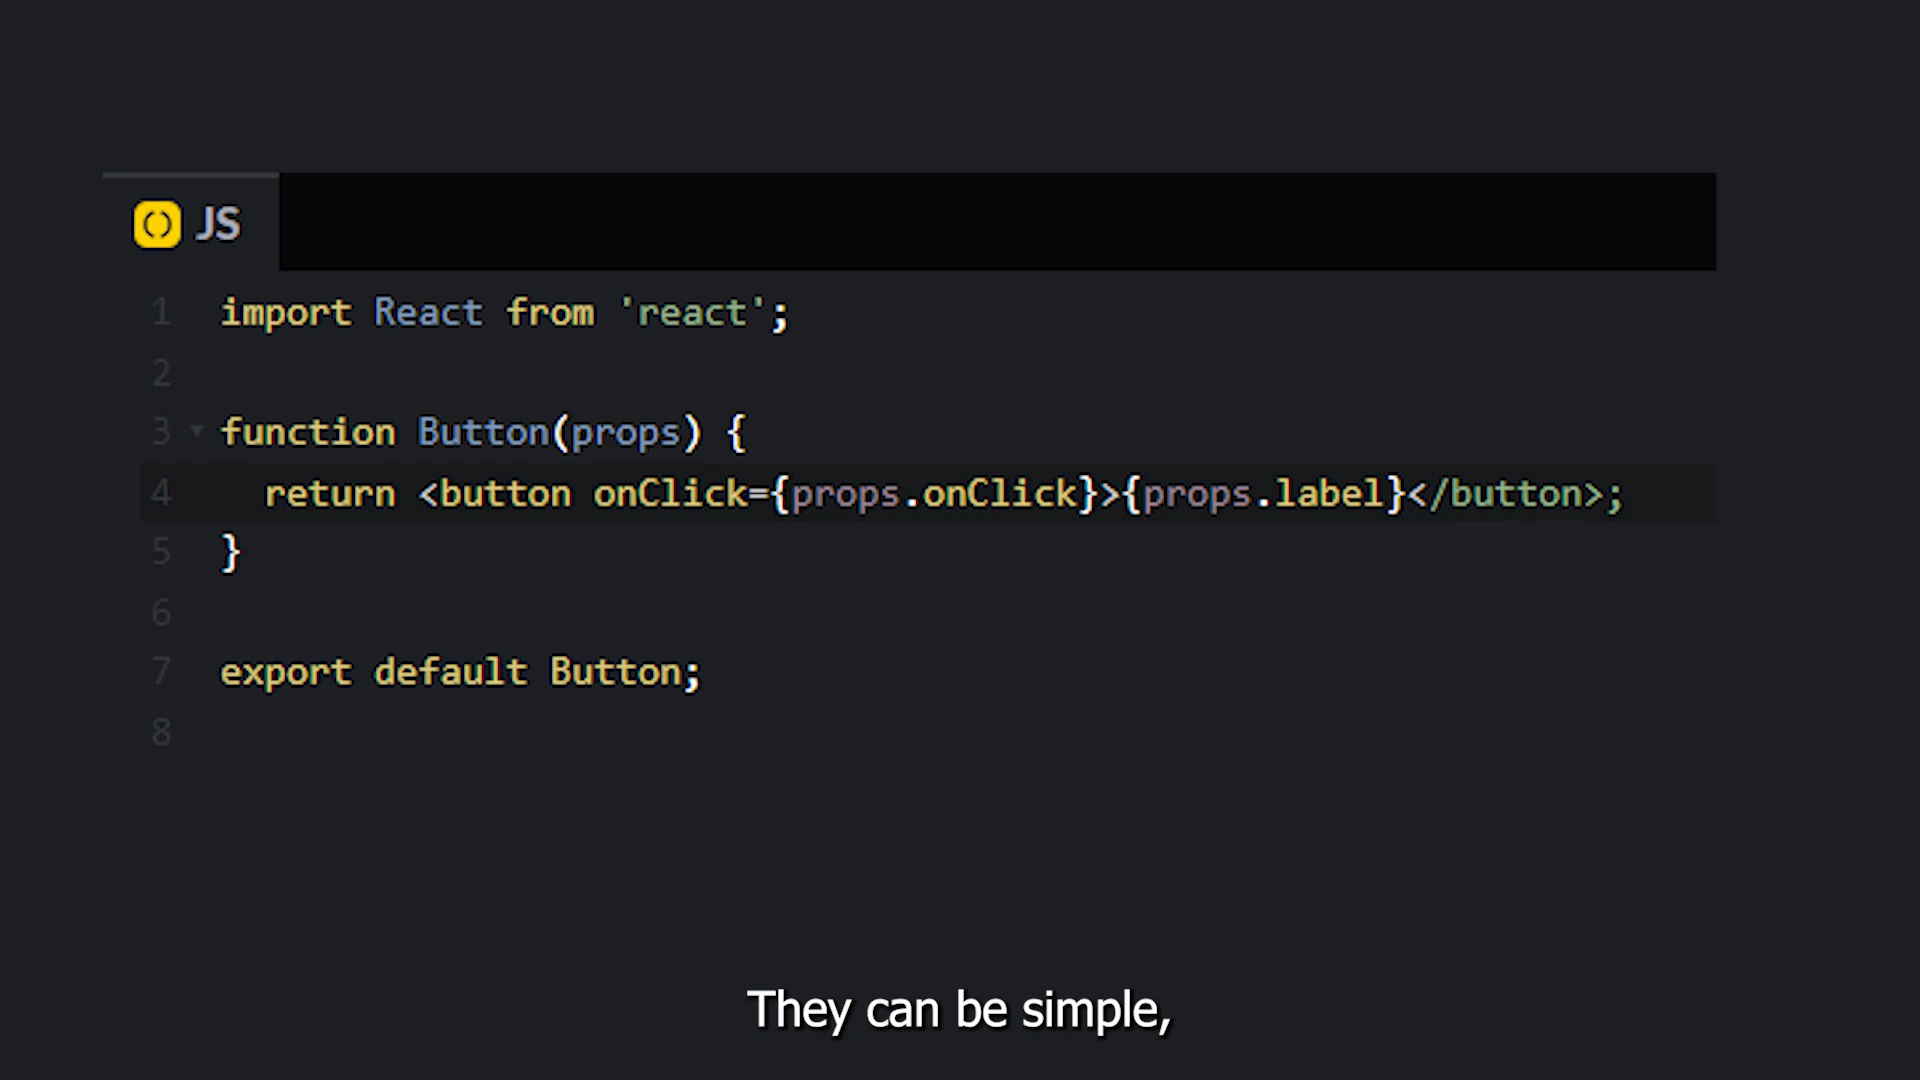 () JS
1 import React from 'react';
2
3 function Button(props) {
4 return <button onClick={props.onClick}>{props.label}</button>;
5 }
6
7 export default Button;
8
They can be simple,